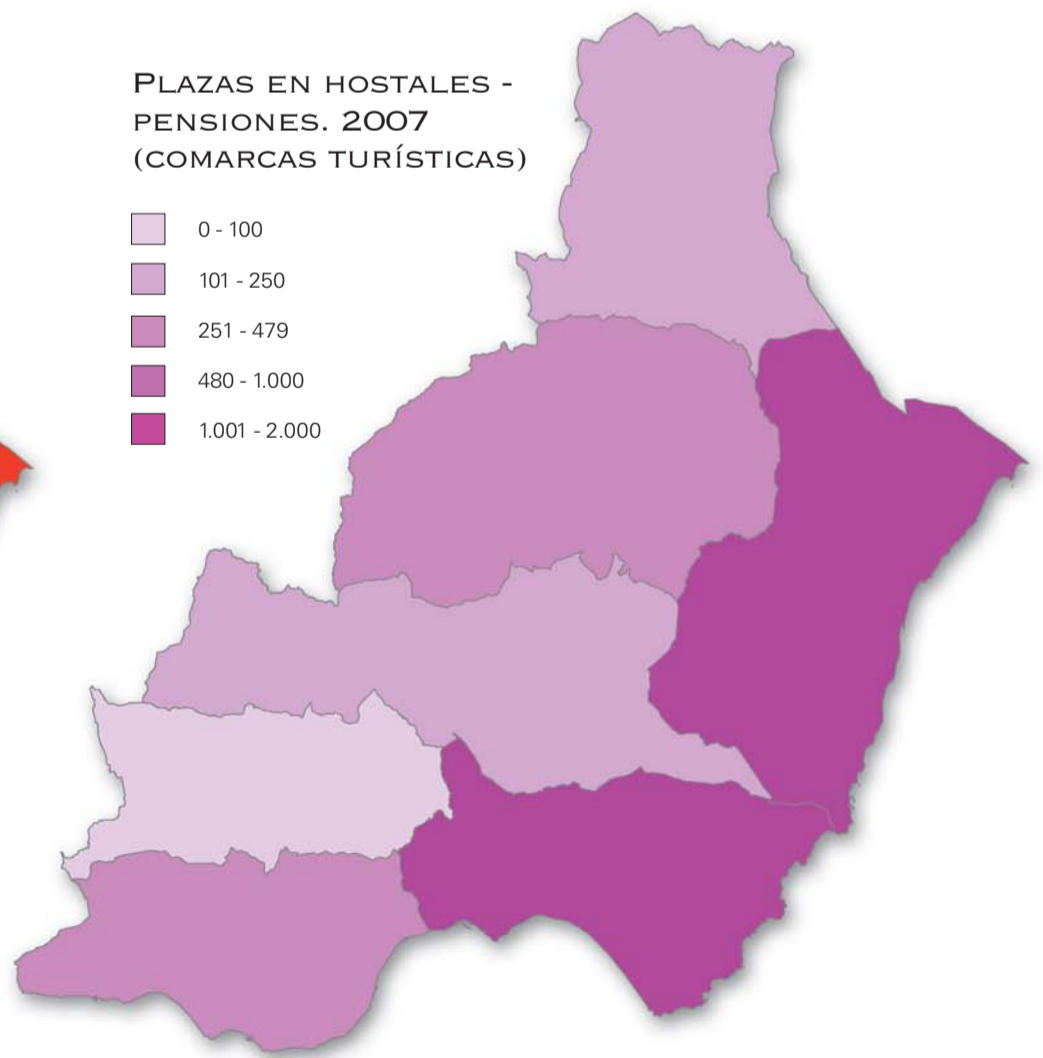 PLAZAS EN HOSTALES -
PENSIONES. 2007
(COMARCAS TURÍSTICAS)
0 - 100
101 - 250
251 - 479
480 - 1.000
1.001 - 2.000